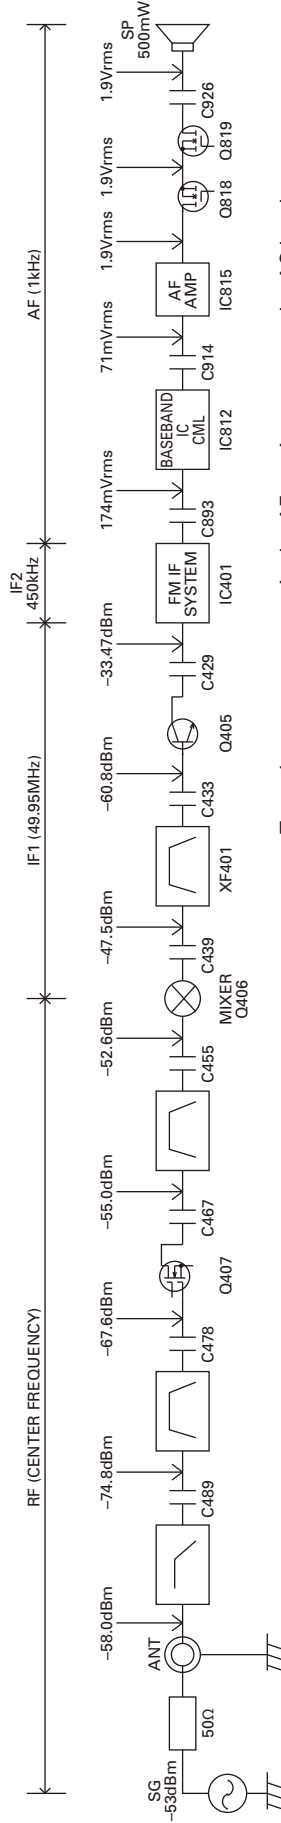 RF (CENTER FREQUENCY)
IF1 (49.95MHz)
IF2
450kHz
AF (1kHz)
SG
–53dBm
–58.0dBm
–74.8dBm
–67.6dBm
–55.0dBm
–52.6dBm
–47.5dBm
–60.8dBm
–33.47dBm
174mVrms
71mVrms
1.9Vrms
1.9Vrms
1.9Vrms
SP
500mW
50Ω
ANT
C489
C478
Q407
C467
C455
MIXER
Q406
C439
XF401
C433
Q405
C429
FM IF
SYSTEM
IC401
C893
BASEBAND
IC
CML
IC812
C914
AF
AMP
IC815
Q818
Q819
C926